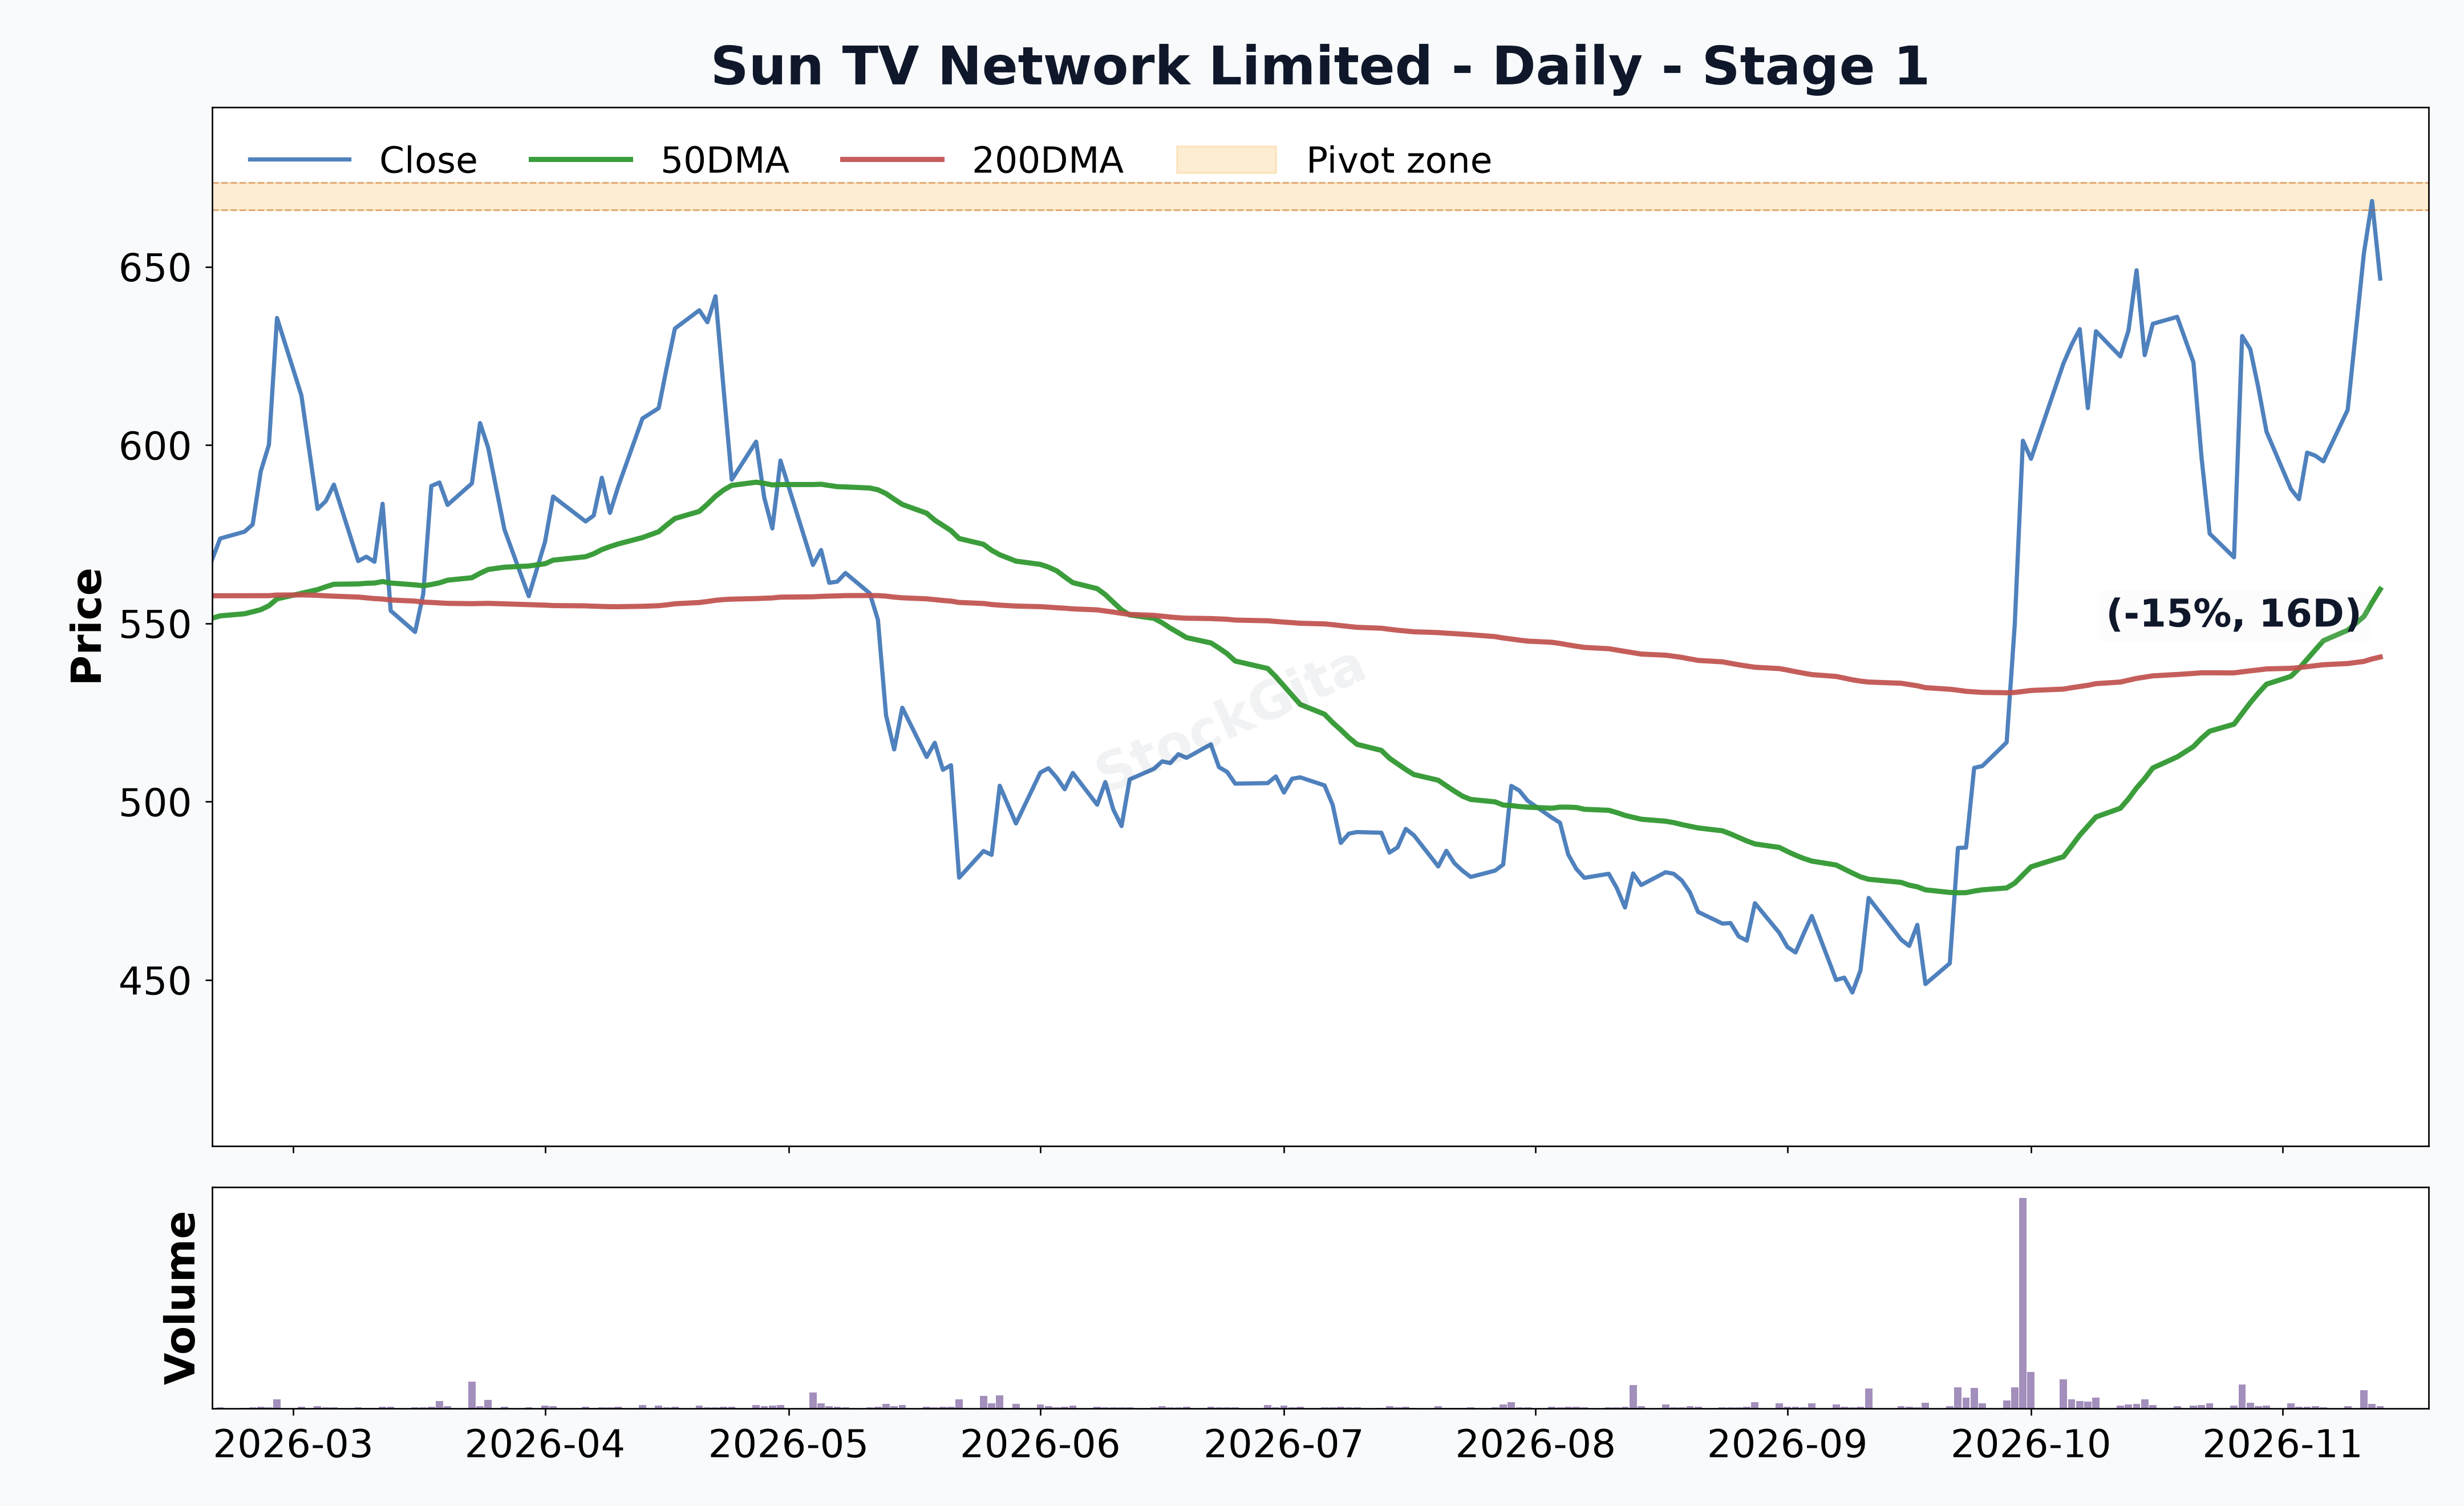 Sun TV Network Limited - Daily - Stage 1
Close 50DMA 200DMA Pivot zone
650
600
550
500
450
Price
(-15%, 16D)
StockGita
Volume
2026-03 2026-04 2026-05 2026-06 2026-07 2026-08 2026-09 2026-10 2026-11